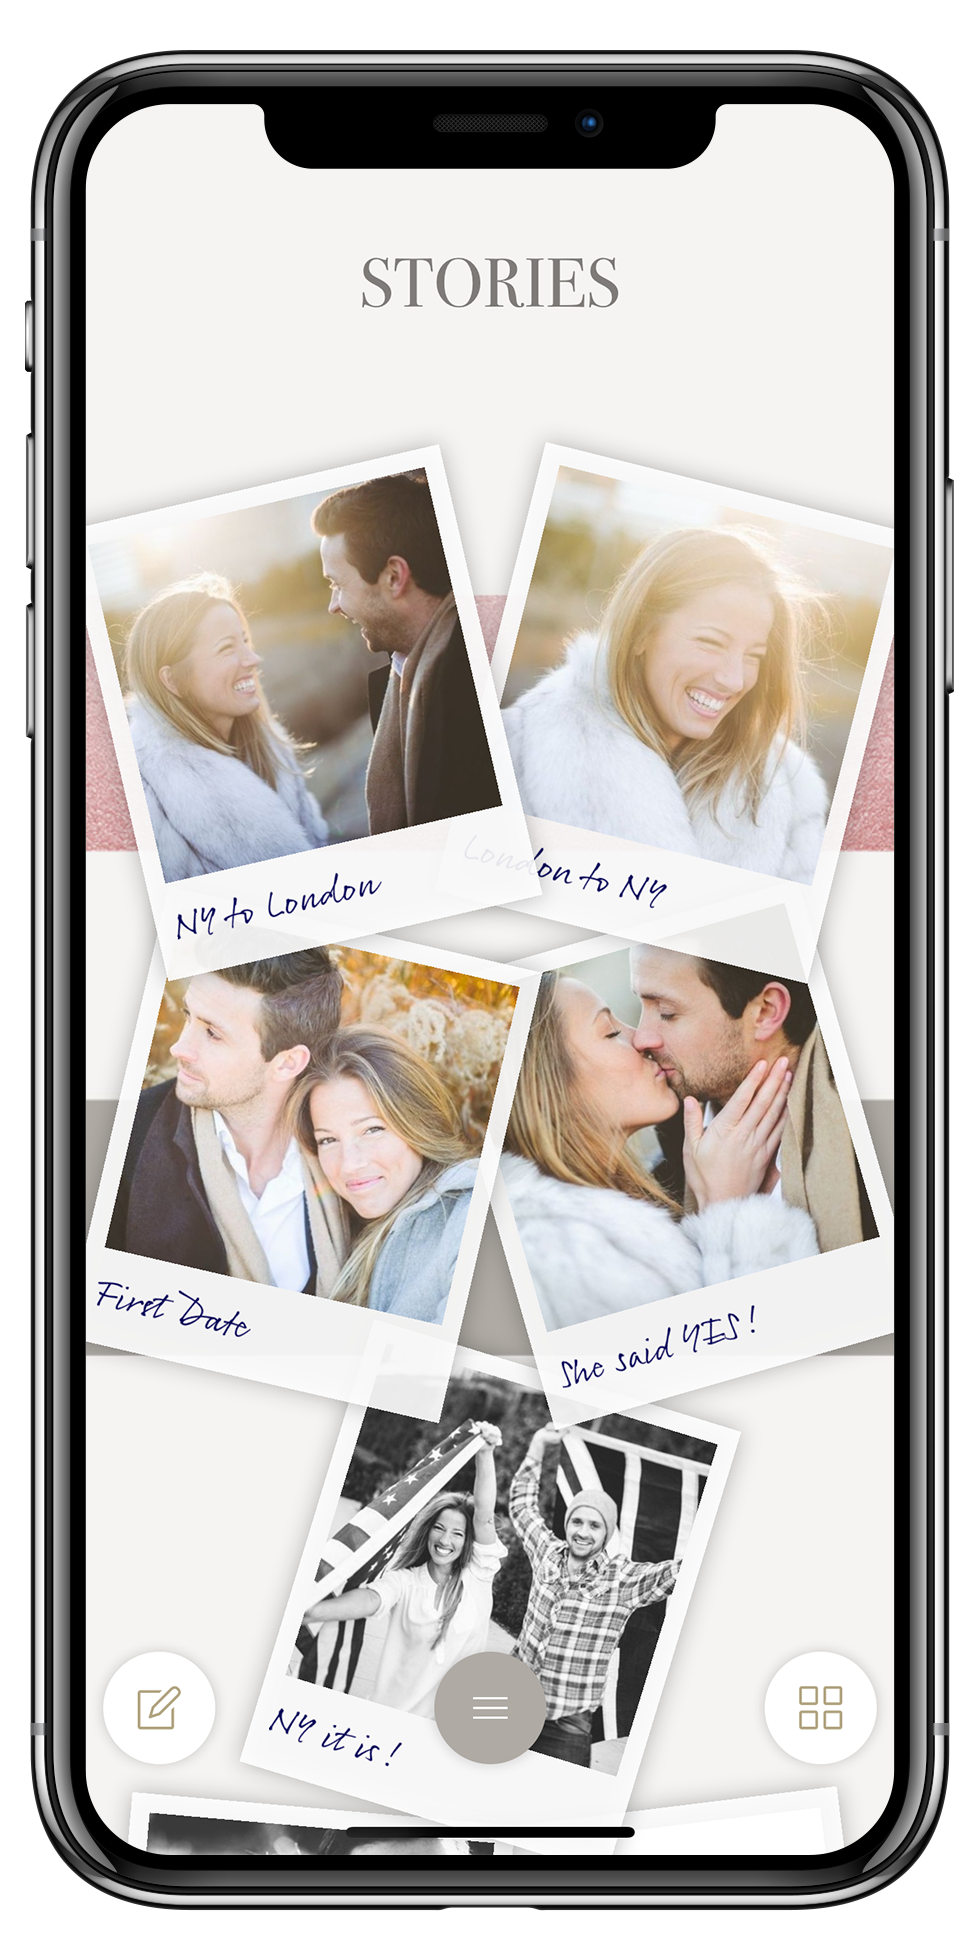 STORIES
NY to London
London to NY
First Date
She said YES!
NY it is!